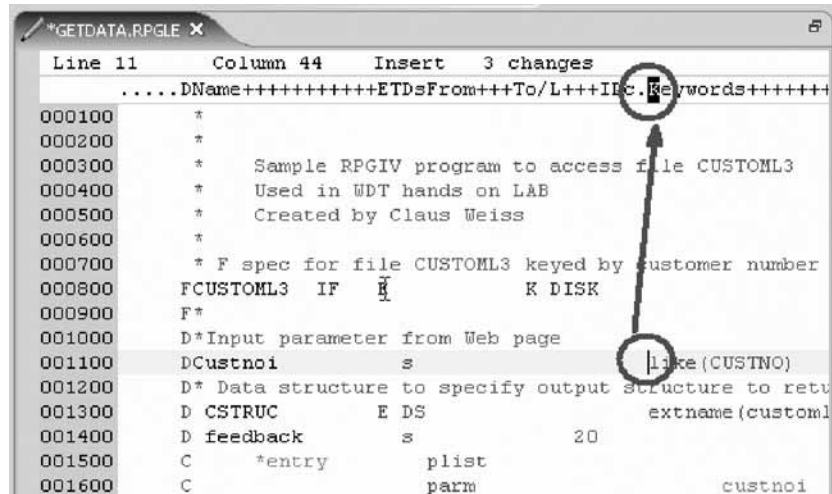 *GETDATA.RPGLE
Line 11 Column 44 Insert 3 changes
.....DName+++++++++++ETDsFrom+++To/L+++IDc.Keywords+++++++
000100 *
000200 *
000300 * Sample RPGIV program to access file CUSTOML3
000400 * Used in WDT hands on LAB
000500 * Created by Claus Weiss
000600 *
000700 * F spec for file CUSTOML3 keyed by customer number
000800 FCUSTOML3 IF E K DISK
000900 F*
001000 D*Input parameter from Web page
001100 DCustnoi s like(CUSTNO)
001200 D* Data structure to specify output structure to retu
001300 D CSTRUC E DS extname(custom1
001400 D feedback s 20
001500 C *entry plist
001600 C parm custnoi